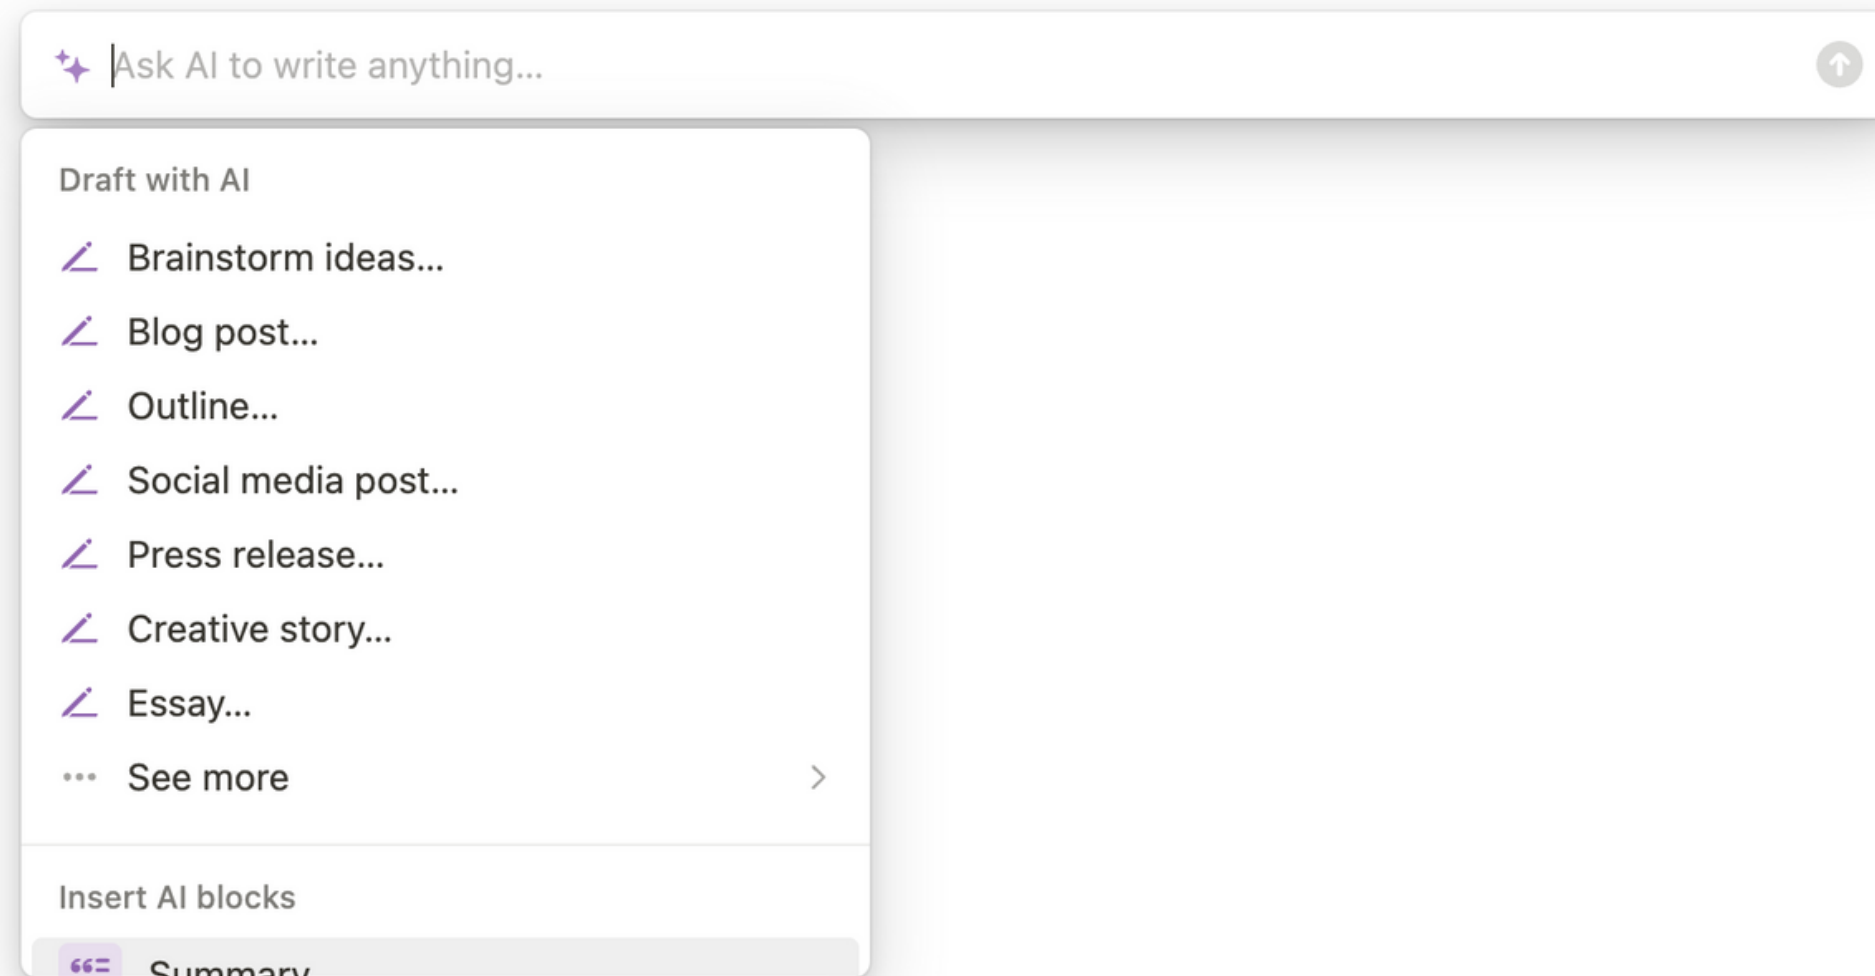 Ask AI to write anything...
Draft with AI
Brainstorm ideas...
Blog post...
Outline...
Social media post...
Press release...
Creative story...
Essay...
See more
Insert AI blocks
Summary